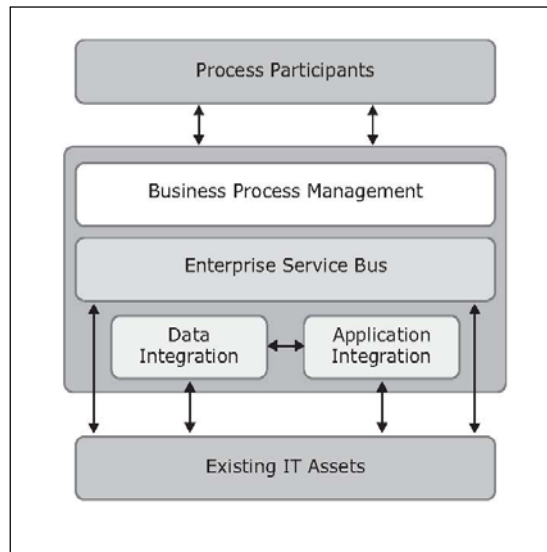 Process Participants
Business Process Management
Enterprise Service Bus
Data
Integration
Application
Integration
Existing IT Assets